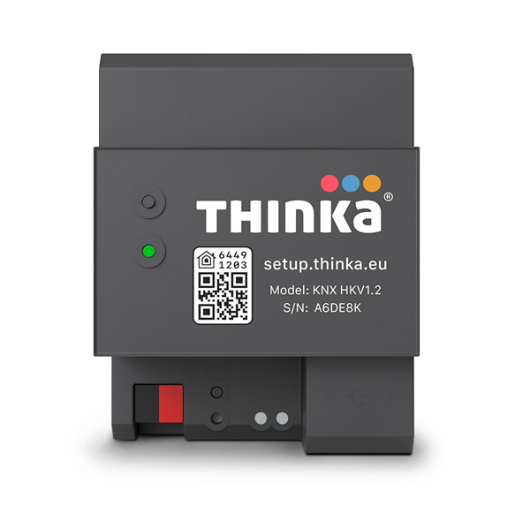 THINKA®
6449
1203
setup.thinka.eu
Model: KNX HKV1.2
S/N: A6DE8K